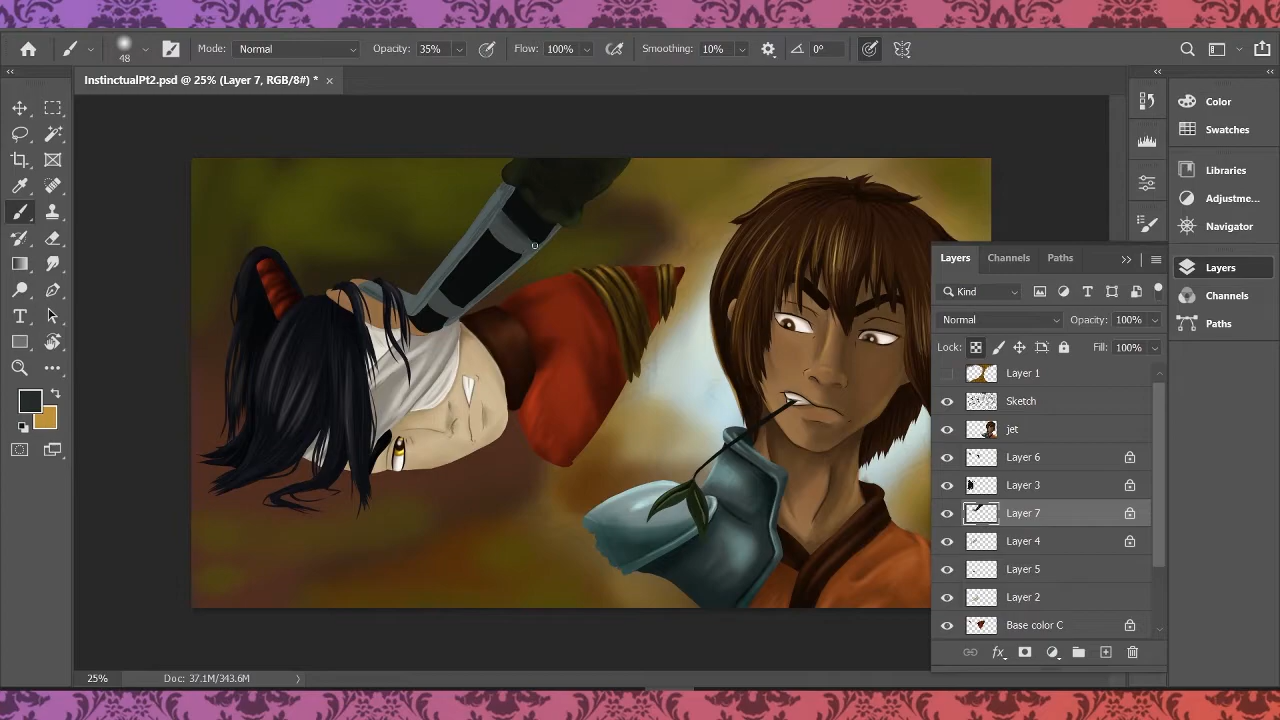 48
Mode: Normal
Opacity: 35%
Flow: 100%
Smoothing: 10%
0°
InstinctualPt2.psd @ 25% (Layer 7, RGB/8#) *
Color
Swatches
Libraries
Adjustme...
Navigator
Layers
Channels
Paths
Layers Channels Paths
Kind
Normal Opacity: 100%
Lock: Fill: 100%
Layer 1
Sketch
jet
Layer 6
Layer 3
Layer 7
Layer 4
Layer 5
Layer 2
Base color C
fx
25% Doc: 37.1M/343.6M